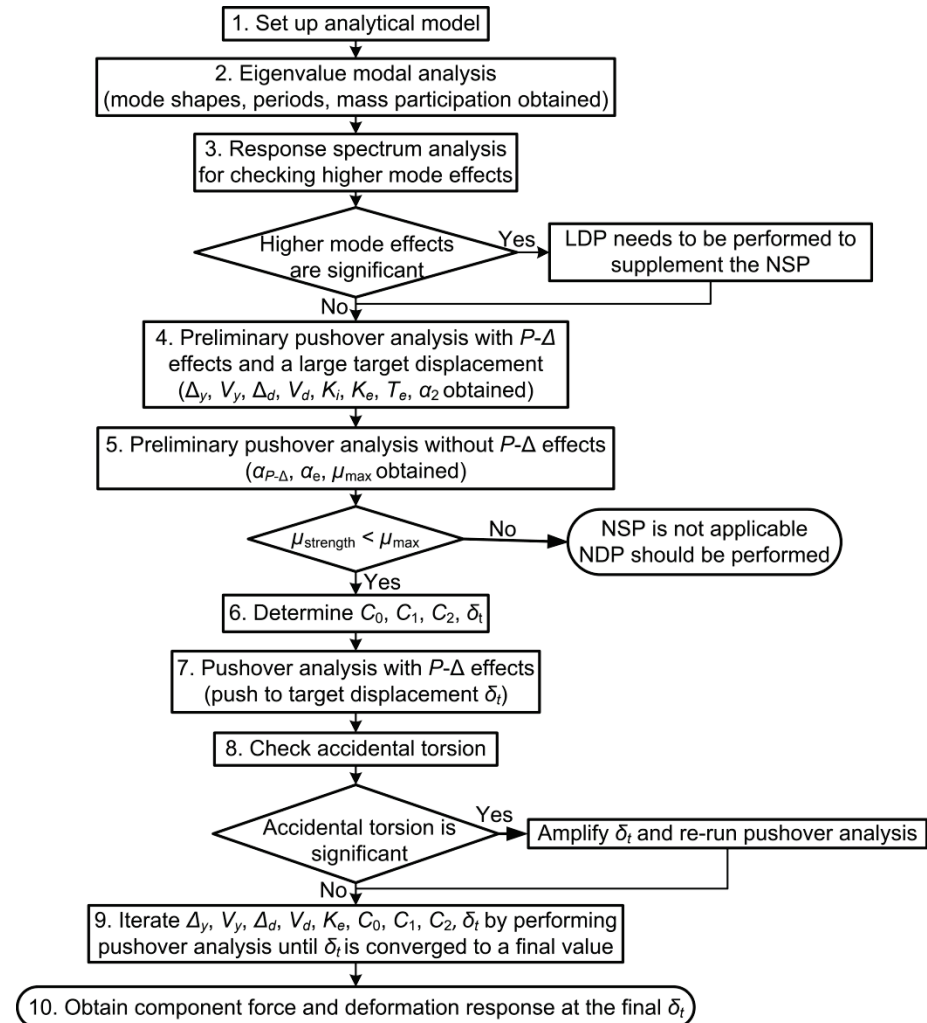 1. Set up analytical model
2. Eigenvalue modal analysis
(mode shapes, periods, mass participation obtained)
3. Response spectrum analysis
for checking higher mode effects
Higher mode effects
are significant
Yes
LDP needs to be performed to
supplement the NSP
No
4. Preliminary pushover analysis with P-Δ
effects and a large target displacement
(Δy, Vy, Δd, Vd, Ki, Ke, Te, α2 obtained)
5. Preliminary pushover analysis without P-Δ effects
(αP-Δ, αe, μmax obtained)
μstrength < μmax
No
NSP is not applicable
NDP should be performed
Yes
6. Determine C0, C1, C2, δt
7. Pushover analysis with P-Δ effects
(push to target displacement δt)
8. Check accidental torsion
Accidental torsion is
significant
Yes
Amplify δt and re-run pushover analysis
No
9. Iterate Δy, Vy, Δd, Vd, Ke, C0, C1, C2, δt by performing
pushover analysis until δt is converged to a final value
10. Obtain component force and deformation response at the final δt